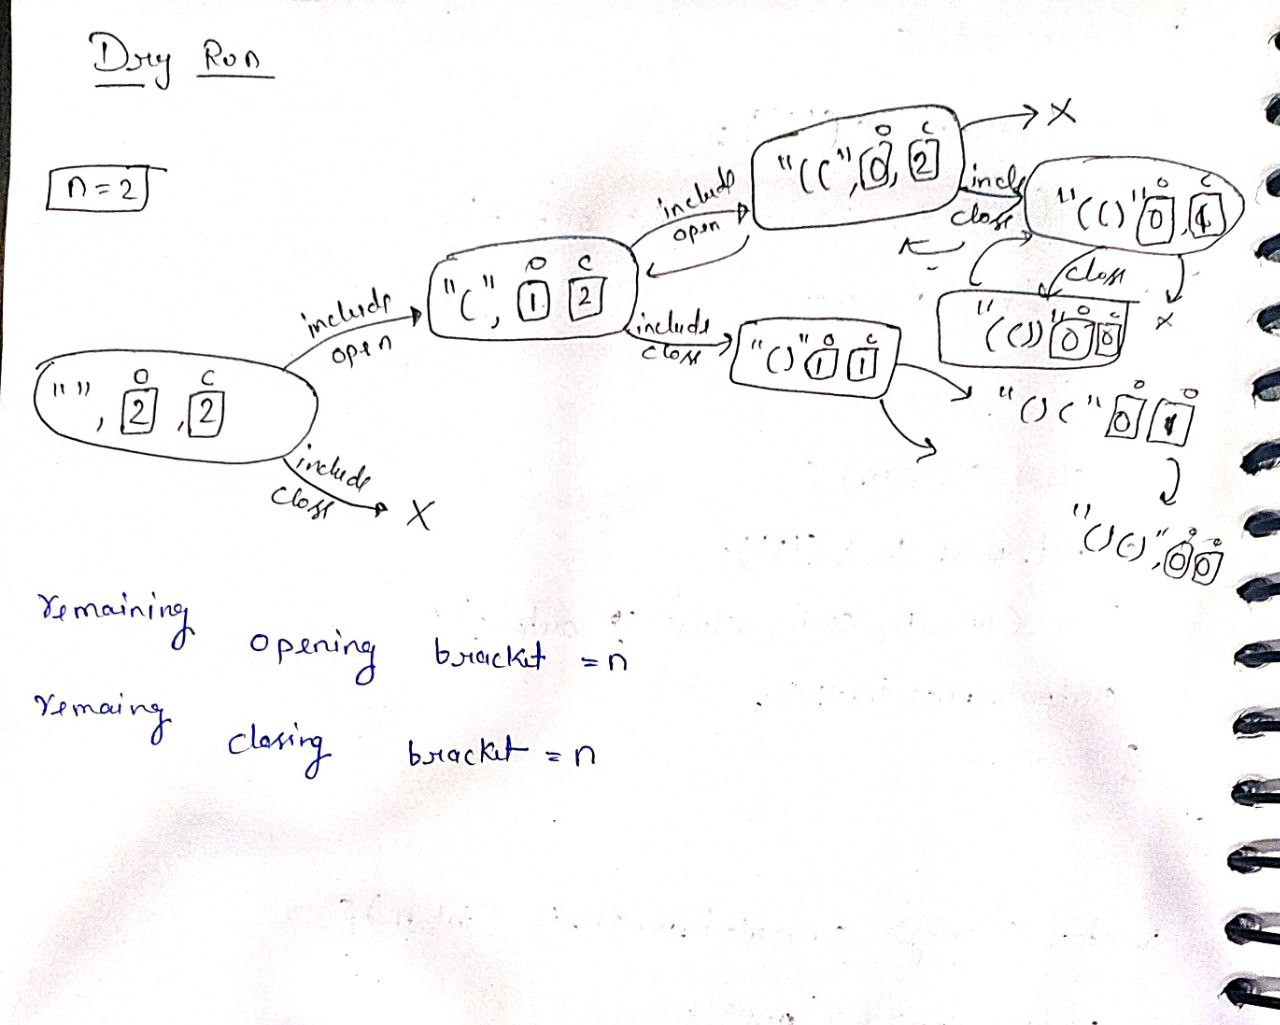 Dry Run
n = 2
" ", O 2 , C 2
include open
include close
X
"(", O 1 C 2
include open
include close
"((", O 0, C 2
X
incl close
"(()" O 0, C 1
close
X
"(())" O 0 C 0
"()" O 1 C 1
"()(" O 0 1
"()()", 0 0
remaining opening bracket = n
remaing closing bracket = n